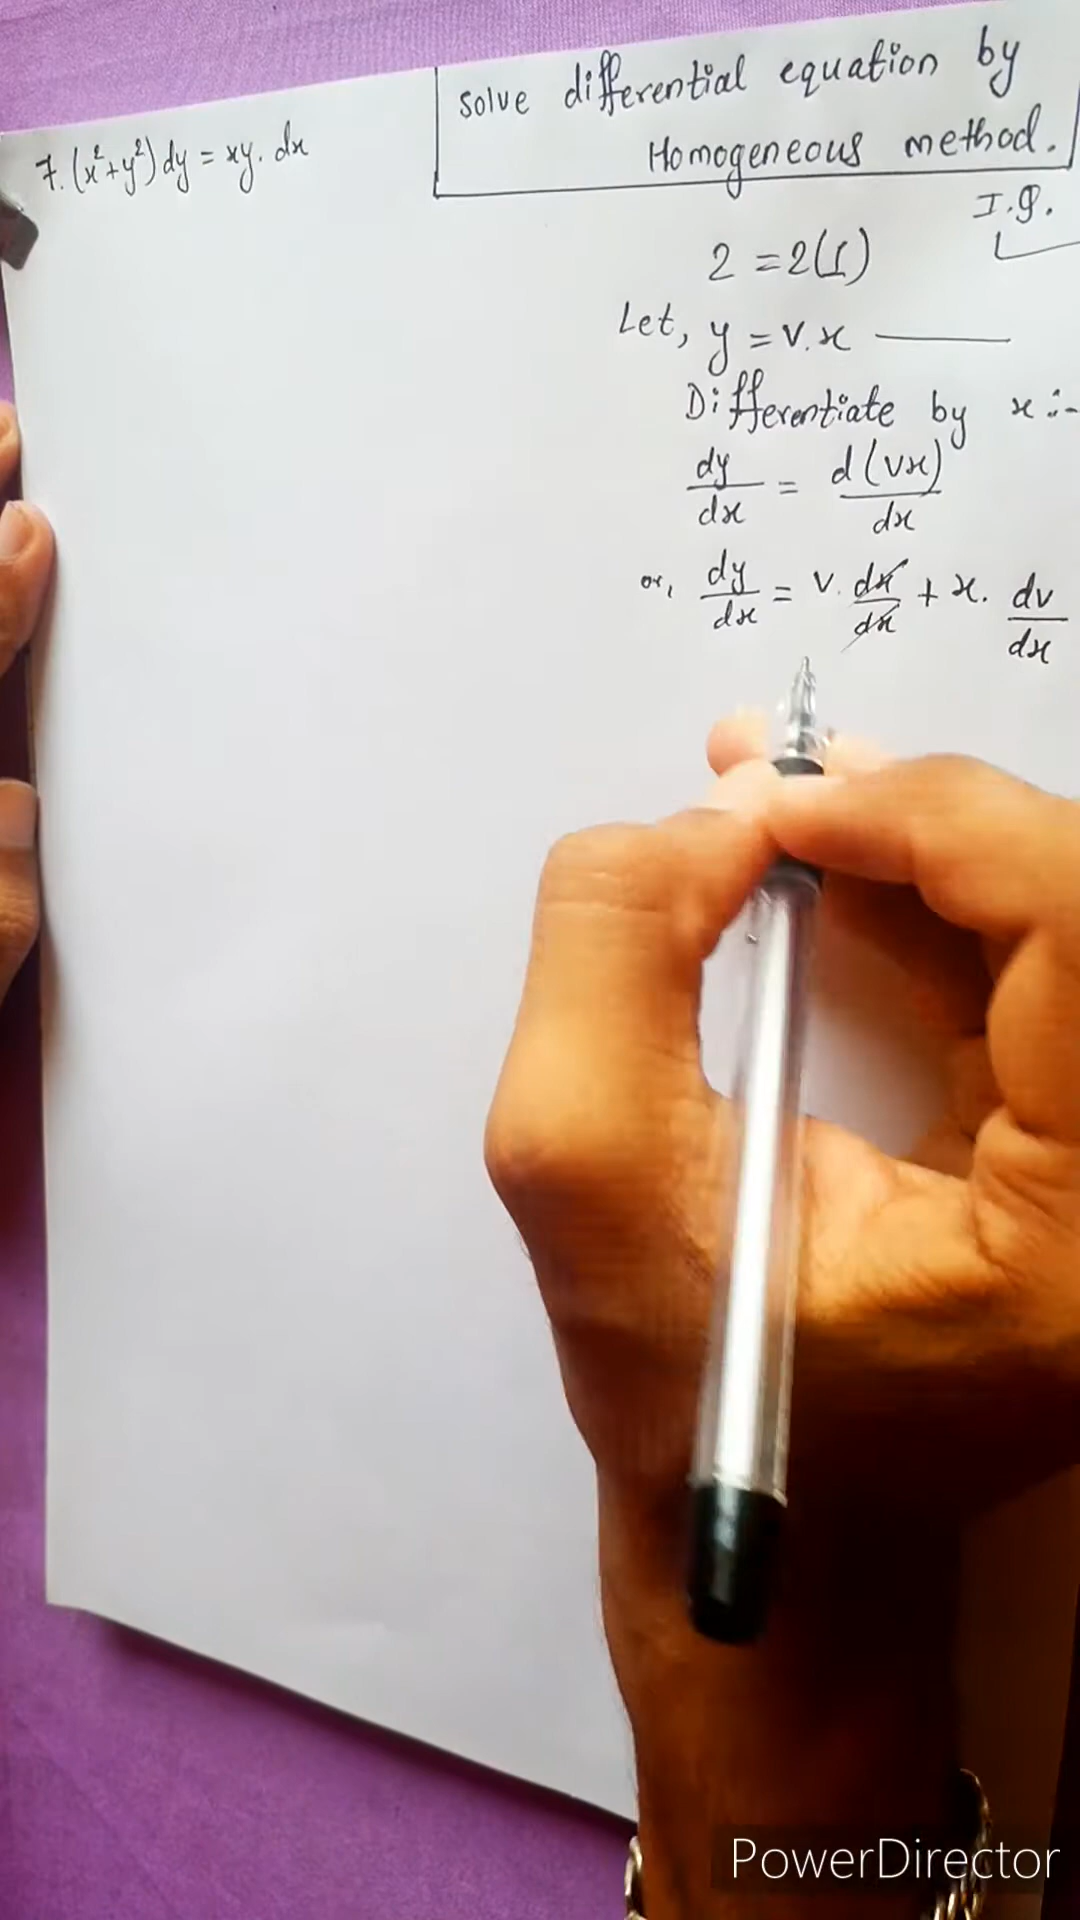 solve differential equation by
Homogeneous method.
7. (x²+y²)dy = xy. dx
I.g.
2 = 2(1)
Let, y = v.x
Differentiate by x :-
dy/dx = d(vx)/dx
or, dy/dx = v. dx/dx + x. dv/dx
PowerDirector